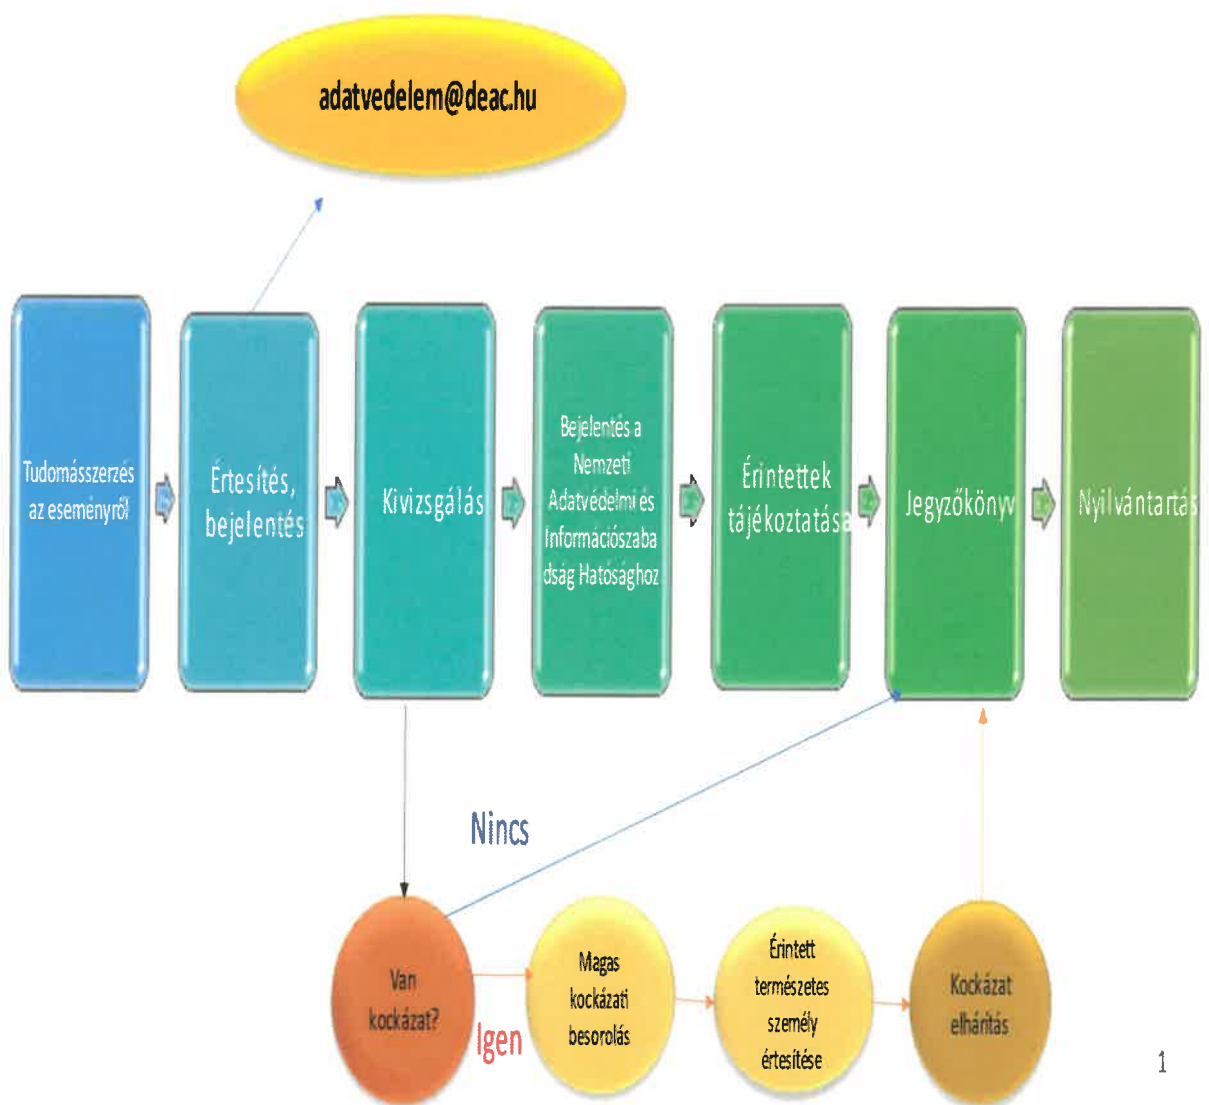 adatvedelem@deac.hu
Tudomásszerzés
az eseményről
Értesítés,
bejelentés
Kivizsgálás
Bejelentés a
Nemzeti
Adatvédelmi és
Információszaba
dság Hatósághoz
Érintettek
tájékoztatása
Jegyzőkönyv
Nyilvántartás
Nincs
Van
kockázat?
Igen
Magas
kockázati
besorolás
Érintett
természetes
személy
értesítése
Kockázat
elhárítás
1